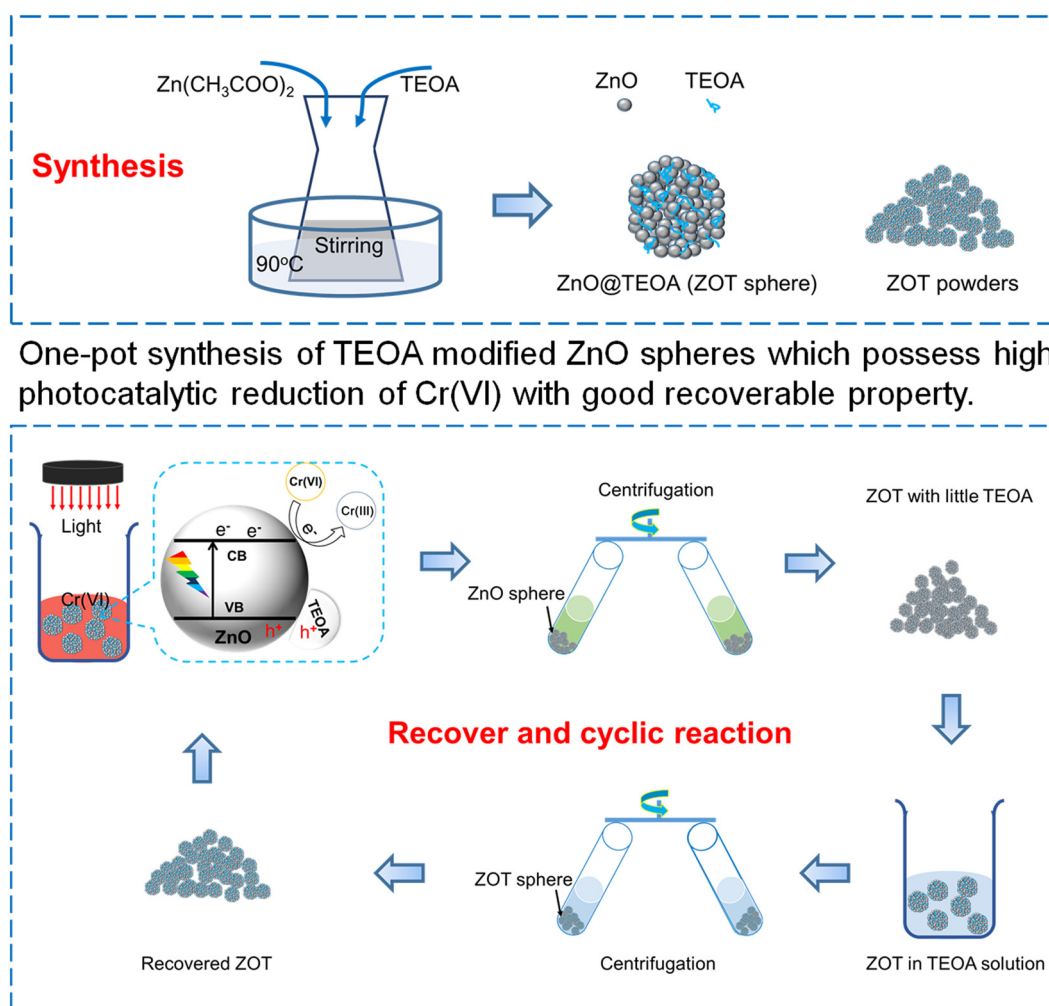 Zn(CH₃COO)₂
TEOA
ZnO
TEOA
Synthesis
Stirring
90°C
ZnO@TEOA (ZOT sphere)
ZOT powders
One-pot synthesis of TEOA modified ZnO spheres which possess high
photocatalytic reduction of Cr(VI) with good recoverable property.
Light
Cr(VI)
Cr(VI)
Cr(III)
e⁻ e⁻
e⁻
CB
VB
ZnO
h⁺
TEOA
h⁺
Centrifugation
ZnO sphere
ZOT with little TEOA
Recover and cyclic reaction
Recovered ZOT
ZOT sphere
Centrifugation
ZOT in TEOA solution